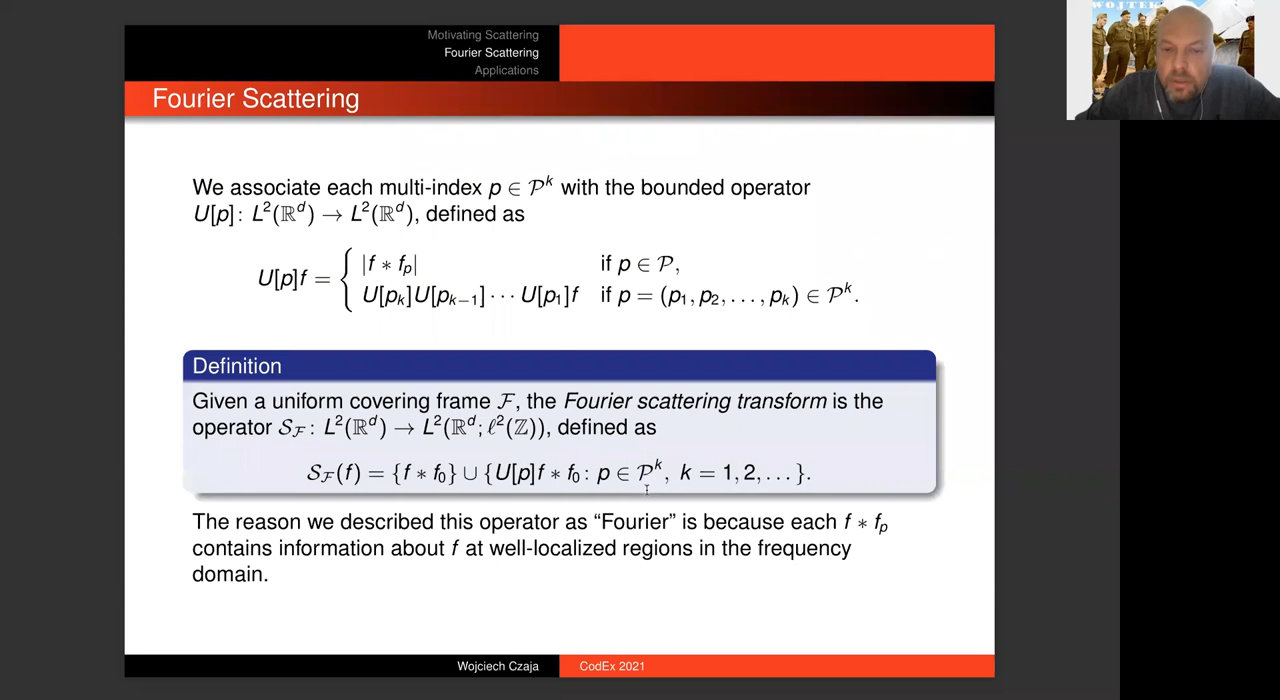 Motivating Scattering
Fourier Scattering
Applications
Fourier Scattering
We associate each multi-index p ∈ 𝒫^k with the bounded operator
U[p]: L²(ℝ^d) → L²(ℝ^d), defined as
U[p]f = { |f * f_p| if p ∈ 𝒫,
U[p_k]U[p_{k−1}] ··· U[p_1]f if p = (p_1, p_2, . . . , p_k) ∈ 𝒫^k.
Definition
Given a uniform covering frame ℱ, the Fourier scattering transform is the
operator 𝒮_ℱ : L²(ℝ^d) → L²(ℝ^d; ℓ²(ℤ)), defined as
𝒮_ℱ(f) = {f * f_0} ∪ {U[p]f * f_0 : p ∈ 𝒫^k, k = 1, 2, . . . }.
The reason we described this operator as “Fourier” is because each f * f_p
contains information about f at well-localized regions in the frequency
domain.
Wojciech Czaja
CodEx 2021
WOJTEK